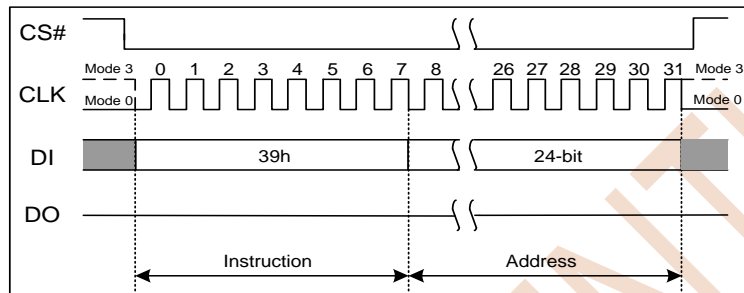 CS#
Mode 3 0 1 2 3 4 5 6 7 8 26 27 28 29 30 31 Mode 3
CLK Mode 0 Mode 0
DI 39h 24-bit
DO
Instruction Address